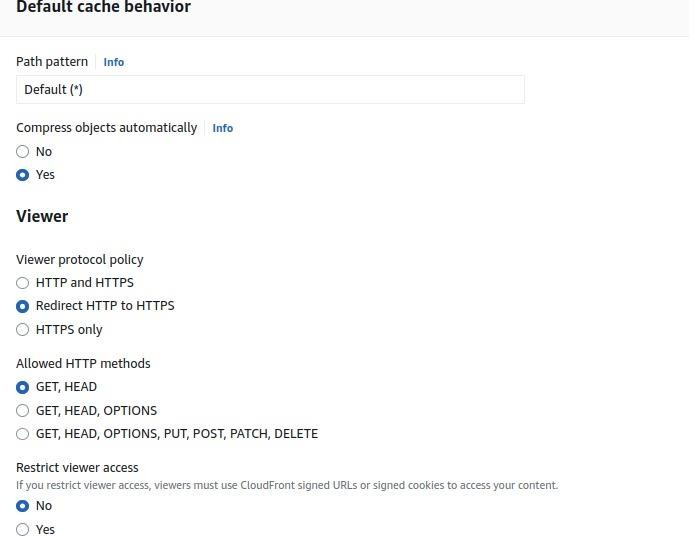 Default cache behavior
Path pattern Info
Default (*)
Compress objects automatically Info
No
Yes
Viewer
Viewer protocol policy
HTTP and HTTPS
Redirect HTTP to HTTPS
HTTPS only
Allowed HTTP methods
GET, HEAD
GET, HEAD, OPTIONS
GET, HEAD, OPTIONS, PUT, POST, PATCH, DELETE
Restrict viewer access
If you restrict viewer access, viewers must use CloudFront signed URLs or signed cookies to access your content.
No
Yes